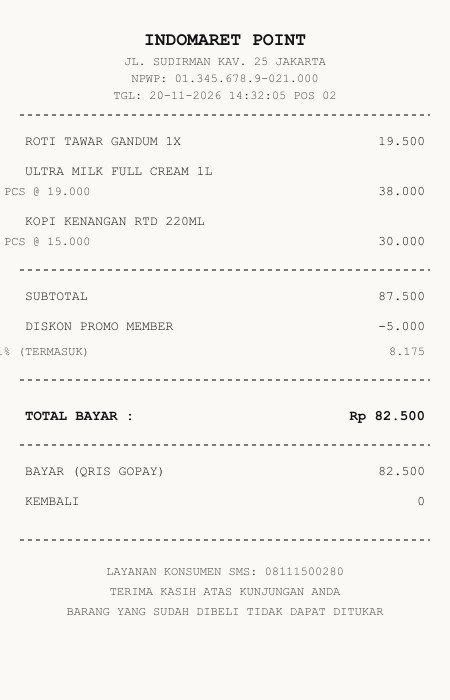 INDOMARET POINT
JL. SUDIRMAN KAV. 25 JAKARTA
NPWP: 01.345.678.9-021.000
TGL: 20-11-2026 14:32:05 POS 02
ROTI TAWAR GANDUM 1X 19.500
ULTRA MILK FULL CREAM 1L
PCS @ 19.000 38.000
KOPI KENANGAN RTD 220ML
PCS @ 15.000 30.000
SUBTOTAL 87.500
DISKON PROMO MEMBER -5.000
% (TERMASUK) 8.175
TOTAL BAYAR : Rp 82.500
BAYAR (QRIS GOPAY) 82.500
KEMBALI 0
LAYANAN KONSUMEN SMS: 08111500280
TERIMA KASIH ATAS KUNJUNGAN ANDA
BARANG YANG SUDAH DIBELI TIDAK DAPAT DITUKAR